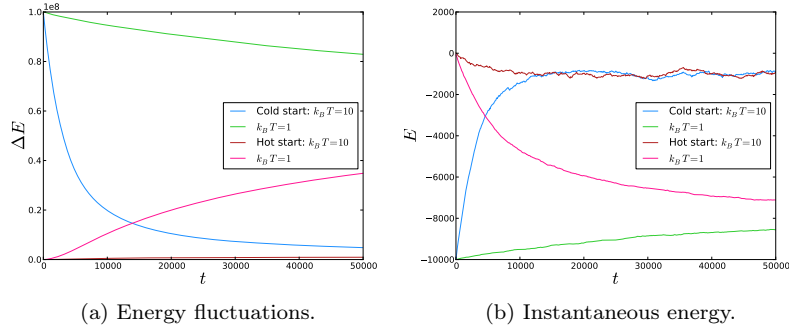 1.0 1e8
0.8
0.6
0.4
0.2
0.0
ΔE
Cold start: k_B T=10
k_B T=1
Hot start: k_B T=10
k_B T=1
0 10000 20000 30000 40000 50000
t
(a) Energy fluctuations.
2000
0
−2000
−4000
−6000
−8000
−10000
E
Cold start: k_B T=10
k_B T=1
Hot start: k_B T=10
k_B T=1
0 10000 20000 30000 40000 50000
t
(b) Instantaneous energy.